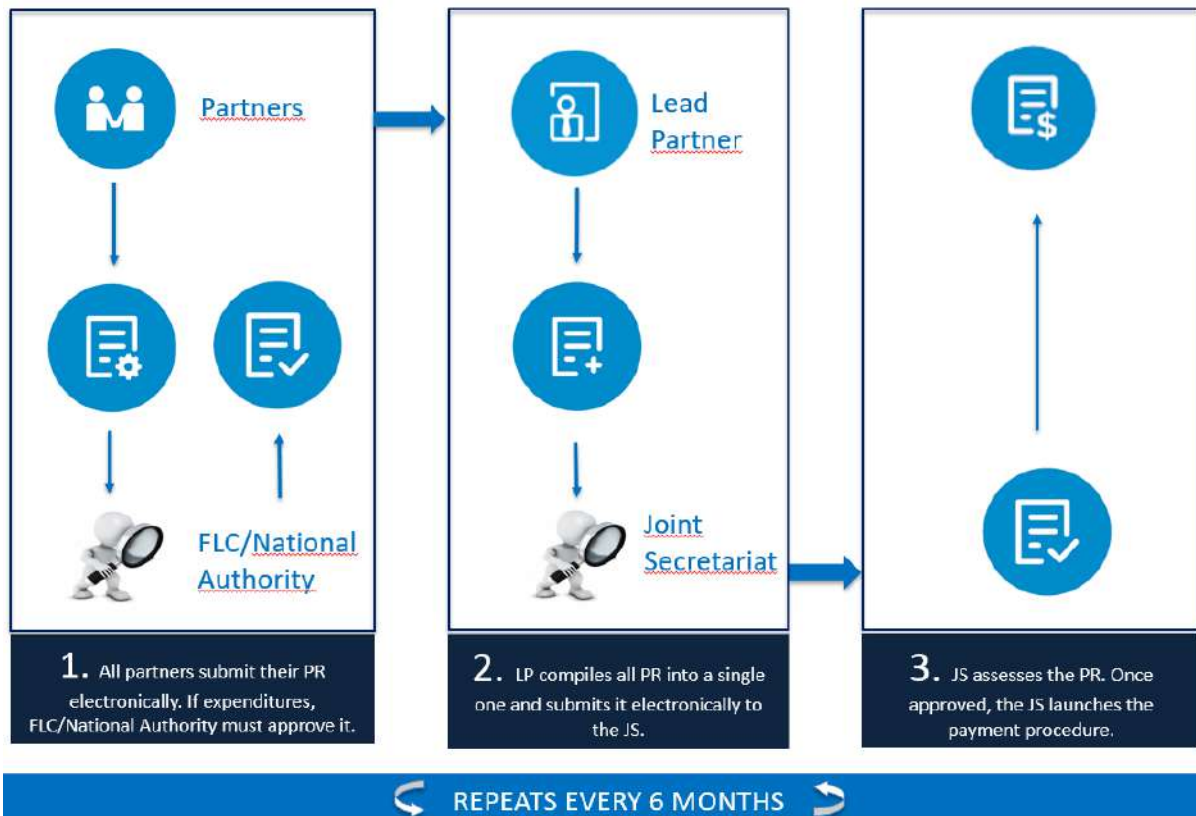 Partners
FLC/National
Authority
1. All partners submit their PR
electronically. If expenditures,
FLC/National Authority must approve it.
Lead
Partner
Joint
Secretariat
2. LP compiles all PR into a single
one and submits it electronically to
the JS.
$
3. JS assesses the PR. Once
approved, the JS launches the
payment procedure.
REPEATS EVERY 6 MONTHS